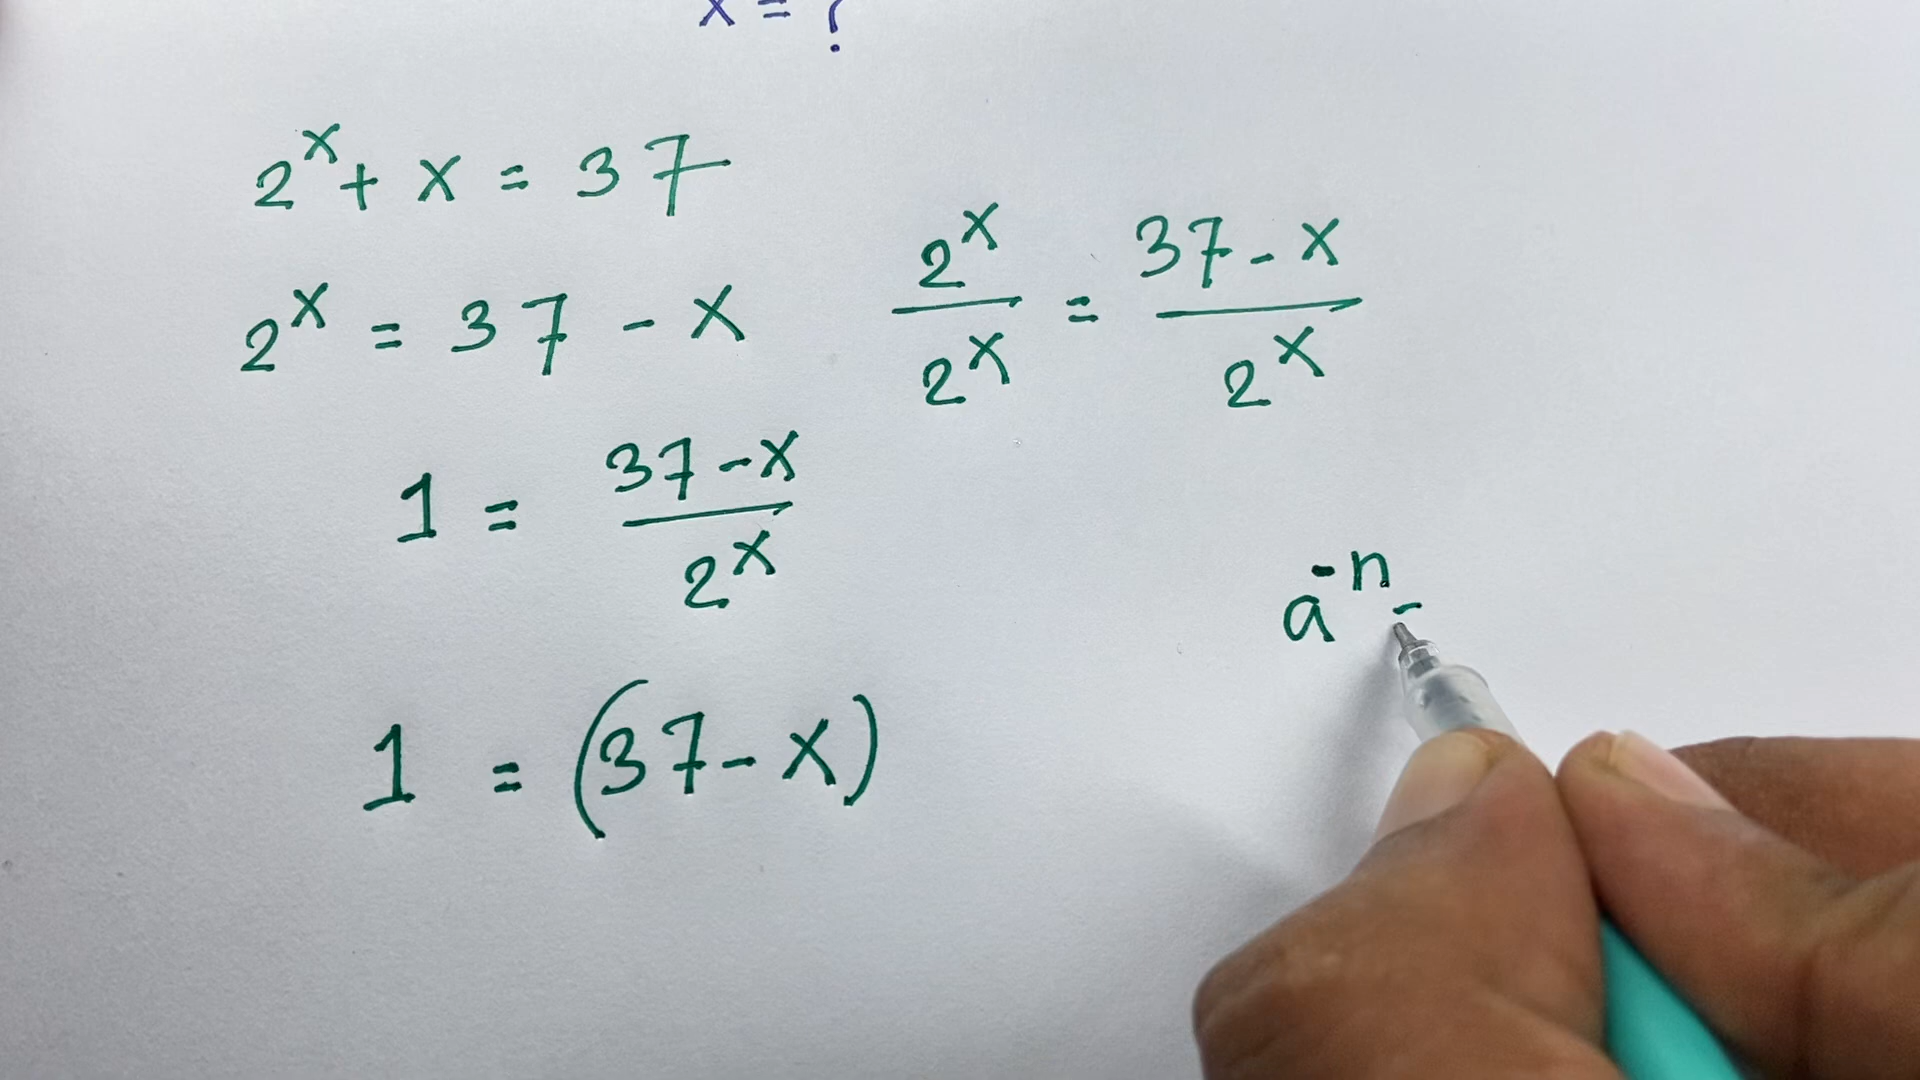 x = ?
2^x + x = 37
2^x = 37 - x
2^x/2^x = (37 - x)/2^x
1 = (37 - x)/2^x
a^-n =
1 = (37 - x)